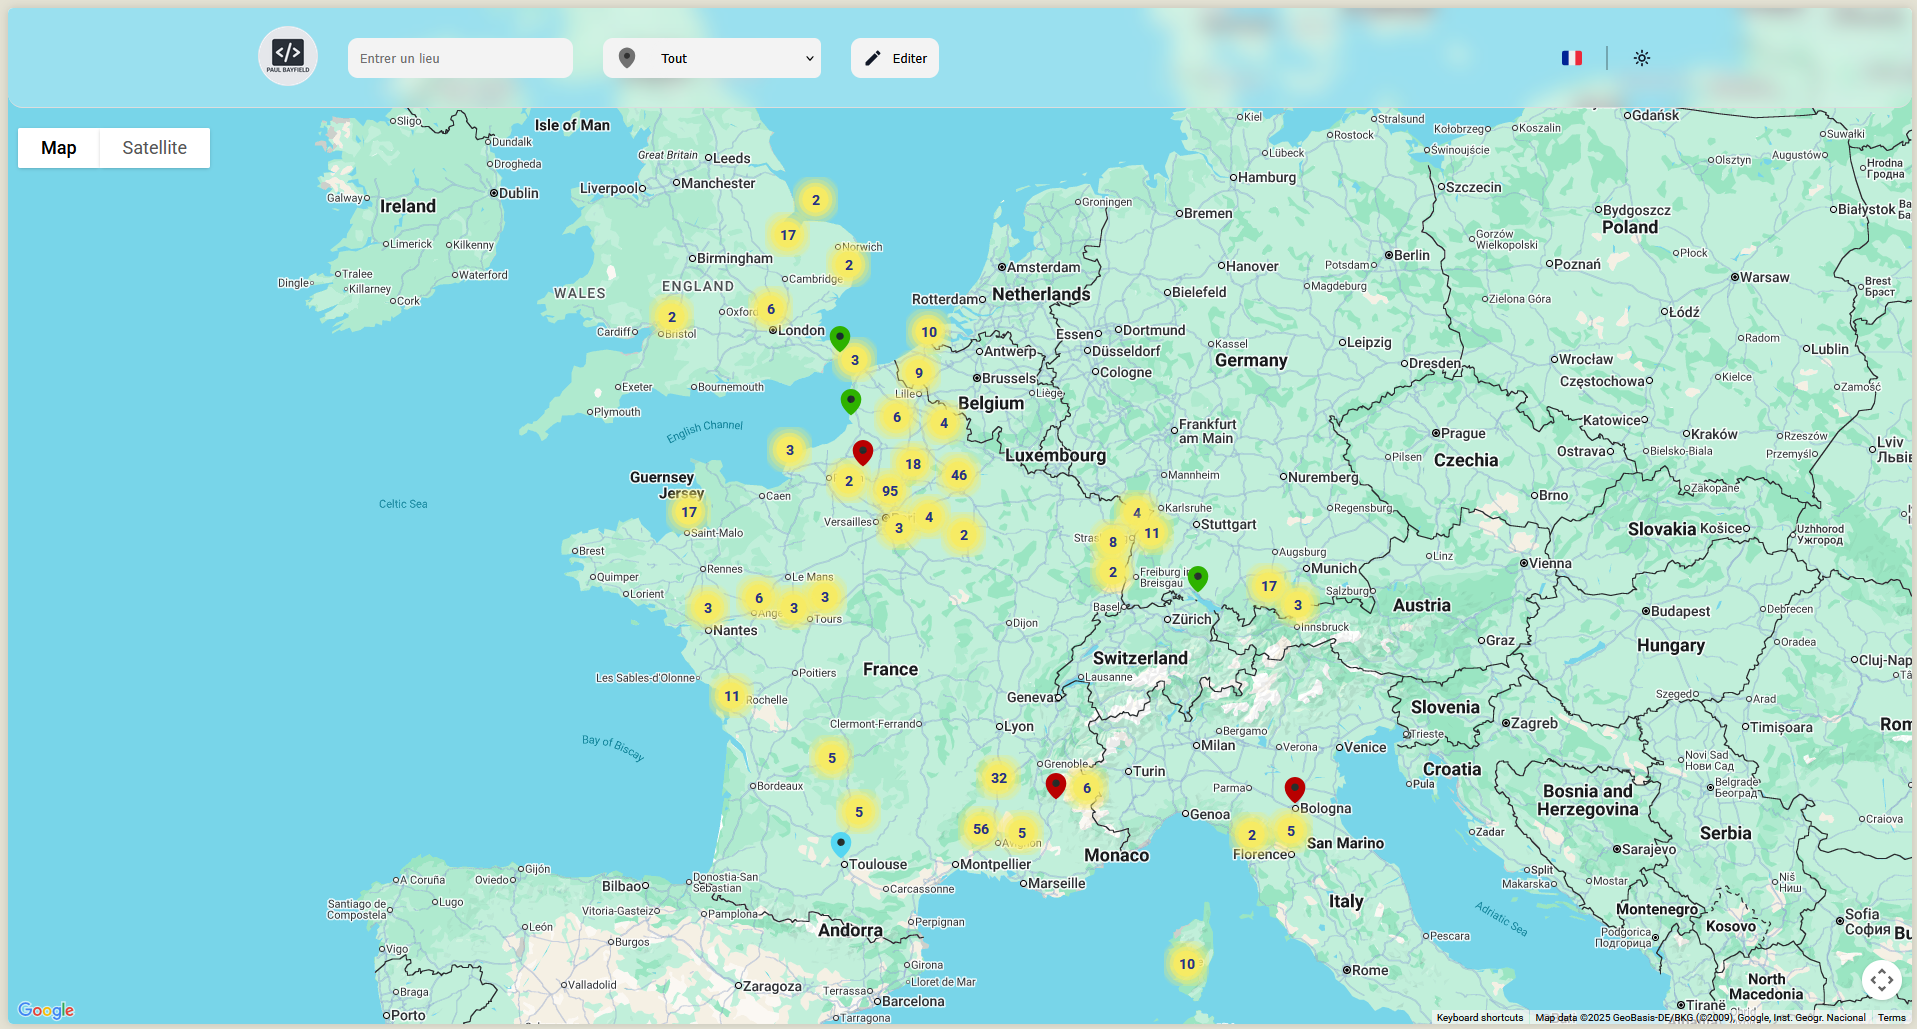 </>
PAUL BAYFIELD
Entrer un lieu
Tout
Editer
Map
Satellite
Sligo
Isle of Man
Kiel
Stralsund
Gdańsk
Rostock
Kołobrzeg
Koszalin
Suwałki
Dundalk
Great Britain
Leeds
Lübeck
Świnoujście
Olsztyn
Augustów
Drogheda
Hrodna
Гродна
Galway
Dublin
Liverpool
Manchester
Hamburg
Szczecin
Ireland
2
Groningen
Bremen
Bydgoszcz
Białystok
Poland
17
Limerick
Kilkenny
Norwich
Gorzów
Wielkopolski
Birmingham
2
Amsterdam
Hanover
Potsdam
Berlin
Poznań
Płock
Warsaw
Tralee
Waterford
Cambridge
Dingle
Killarney
ENGLAND
WALES
Rotterdam
Netherlands
Bielefeld
Magdeburg
Zielona Góra
Brest
Брэст
Cork
6
2
Oxford
Łódź
Cardiff
Bristol
London
10
Essen
Dortmund
Kassel
Leipzig
Radom
Lublin
3
Antwerp
Düsseldorf
Germany
Dresden
Wrocław
9
Brussels
Cologne
Częstochowa
Kielce
Zamość
Exeter
Bournemouth
Lille
Liège
Belgium
Plymouth
6
4
English Channel
Frankfurt
am Main
Katowice
Kraków
Rzeszów
Prague
3
Luxembourg
Pilsen
Czechia
Ostrava
Bielsko-Biala
Przemyśl
Lviv
Львів
18
46
Guernsey
Jersey
2
95
Mannheim
Nuremberg
Zakopane
Caen
Brno
Celtic Sea
17
4
Karlsruhe
Regensburg
Versailles
3
4
Stuttgart
Slovakia
Košice
Uzhhorod
Ужгород
Saint-Malo
2
8
11
Brest
Augsburg
Linz
Vienna
Rennes
Le Mans
2
Freiburg im
Breisgau
Munich
Quimper
Lorient
6
3
17
Salzburg
3
3
3
Basel
Austria
Budapest
Debrecen
Tours
Zürich
Innsbruck
Nantes
Dijon
Graz
Hungary
Oradea
Switzerland
Cluj-Nap
Les Sables-d'Olonne
Poitiers
France
Lausanne
Geneva
11
Rochelle
Szeged
Arad
Slovenia
Clermont-Ferrand
Lyon
Bergamo
Trieste
Zagreb
Timișoara
Rom
Bay of Biscay
Milan
Verona
Venice
5
Grenoble
Turin
Croatia
Novi Sad
Нови Сад
32
6
Bordeaux
Parma
Pula
Bosnia and
Herzegovina
Belgrade
Београд
5
Genoa
Bologna
56
5
2
5
Zadar
Serbia
Craiova
Avignon
San Marino
Toulouse
Montpellier
Monaco
Florence
Sarajevo
Gijón
A Coruña
Oviedo
Bilbao
Donostia-San
Sebastian
Carcassonne
Marseille
Split
Makarska
Mostar
Niš
Ниш
Santiago de
Compostela
Lugo
Vitoria-Gasteiz
Pamplona
Italy
Adriatic Sea
Montenegro
Sofia
София
Bu
León
Andorra
Perpignan
Kosovo
Burgos
Pescara
Podgorica
Подгорица
Vigo
10
Girona
Rome
Valladolid
Zaragoza
Lloret de Mar
North
Macedonia
Braga
Terrassa
Barcelona
Tiranë
Google
Porto
Tarragona
Keyboard shortcuts
Map data ©2025 GeoBasis-DE/BKG (©2009), Google, Inst. Geogr. Nacional
Terms